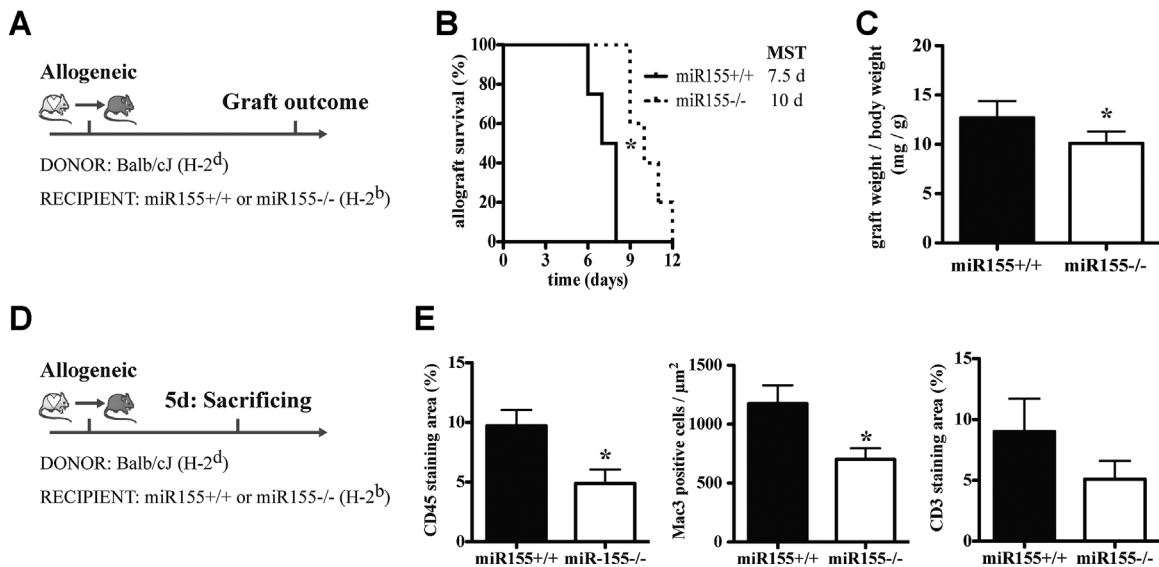 A
Allogeneic
Graft outcome
DONOR: Balb/cJ (H-2d)
RECIPIENT: miR155+/+ or miR155-/- (H-2b)
B
allograft survival (%)
100
80
60
40
20
0
0 3 6 9 12
time (days)
*
MST
miR155+/+ 7.5 d
miR155-/- 10 d
C
graft weight / body weight
(mg / g)
20
15
10
5
0
*
miR155+/+ miR155-/-
D
Allogeneic
5d: Sacrificing
DONOR: Balb/cJ (H-2d)
RECIPIENT: miR155+/+ or miR155-/- (H-2b)
E
CD45 staining area (%)
15
10
5
0
*
miR155+/+ miR-155-/-
Mac3 positive cells / μm2
1500
1000
500
0
*
miR155+/+ miR155-/-
CD3 staining area (%)
15
10
5
0
miR155+/+ miR155-/-